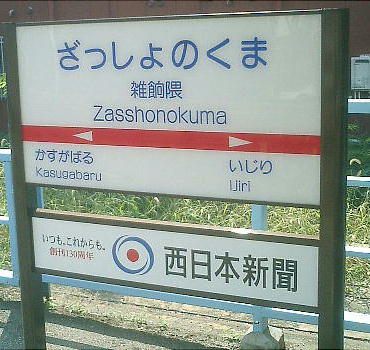 ざっしょのくま
雑餉隈
Zasshonokuma
かすがばる
Kasugabaru
いじり
Ijiri
いつも。これからも。
創刊130周年
西日本新聞